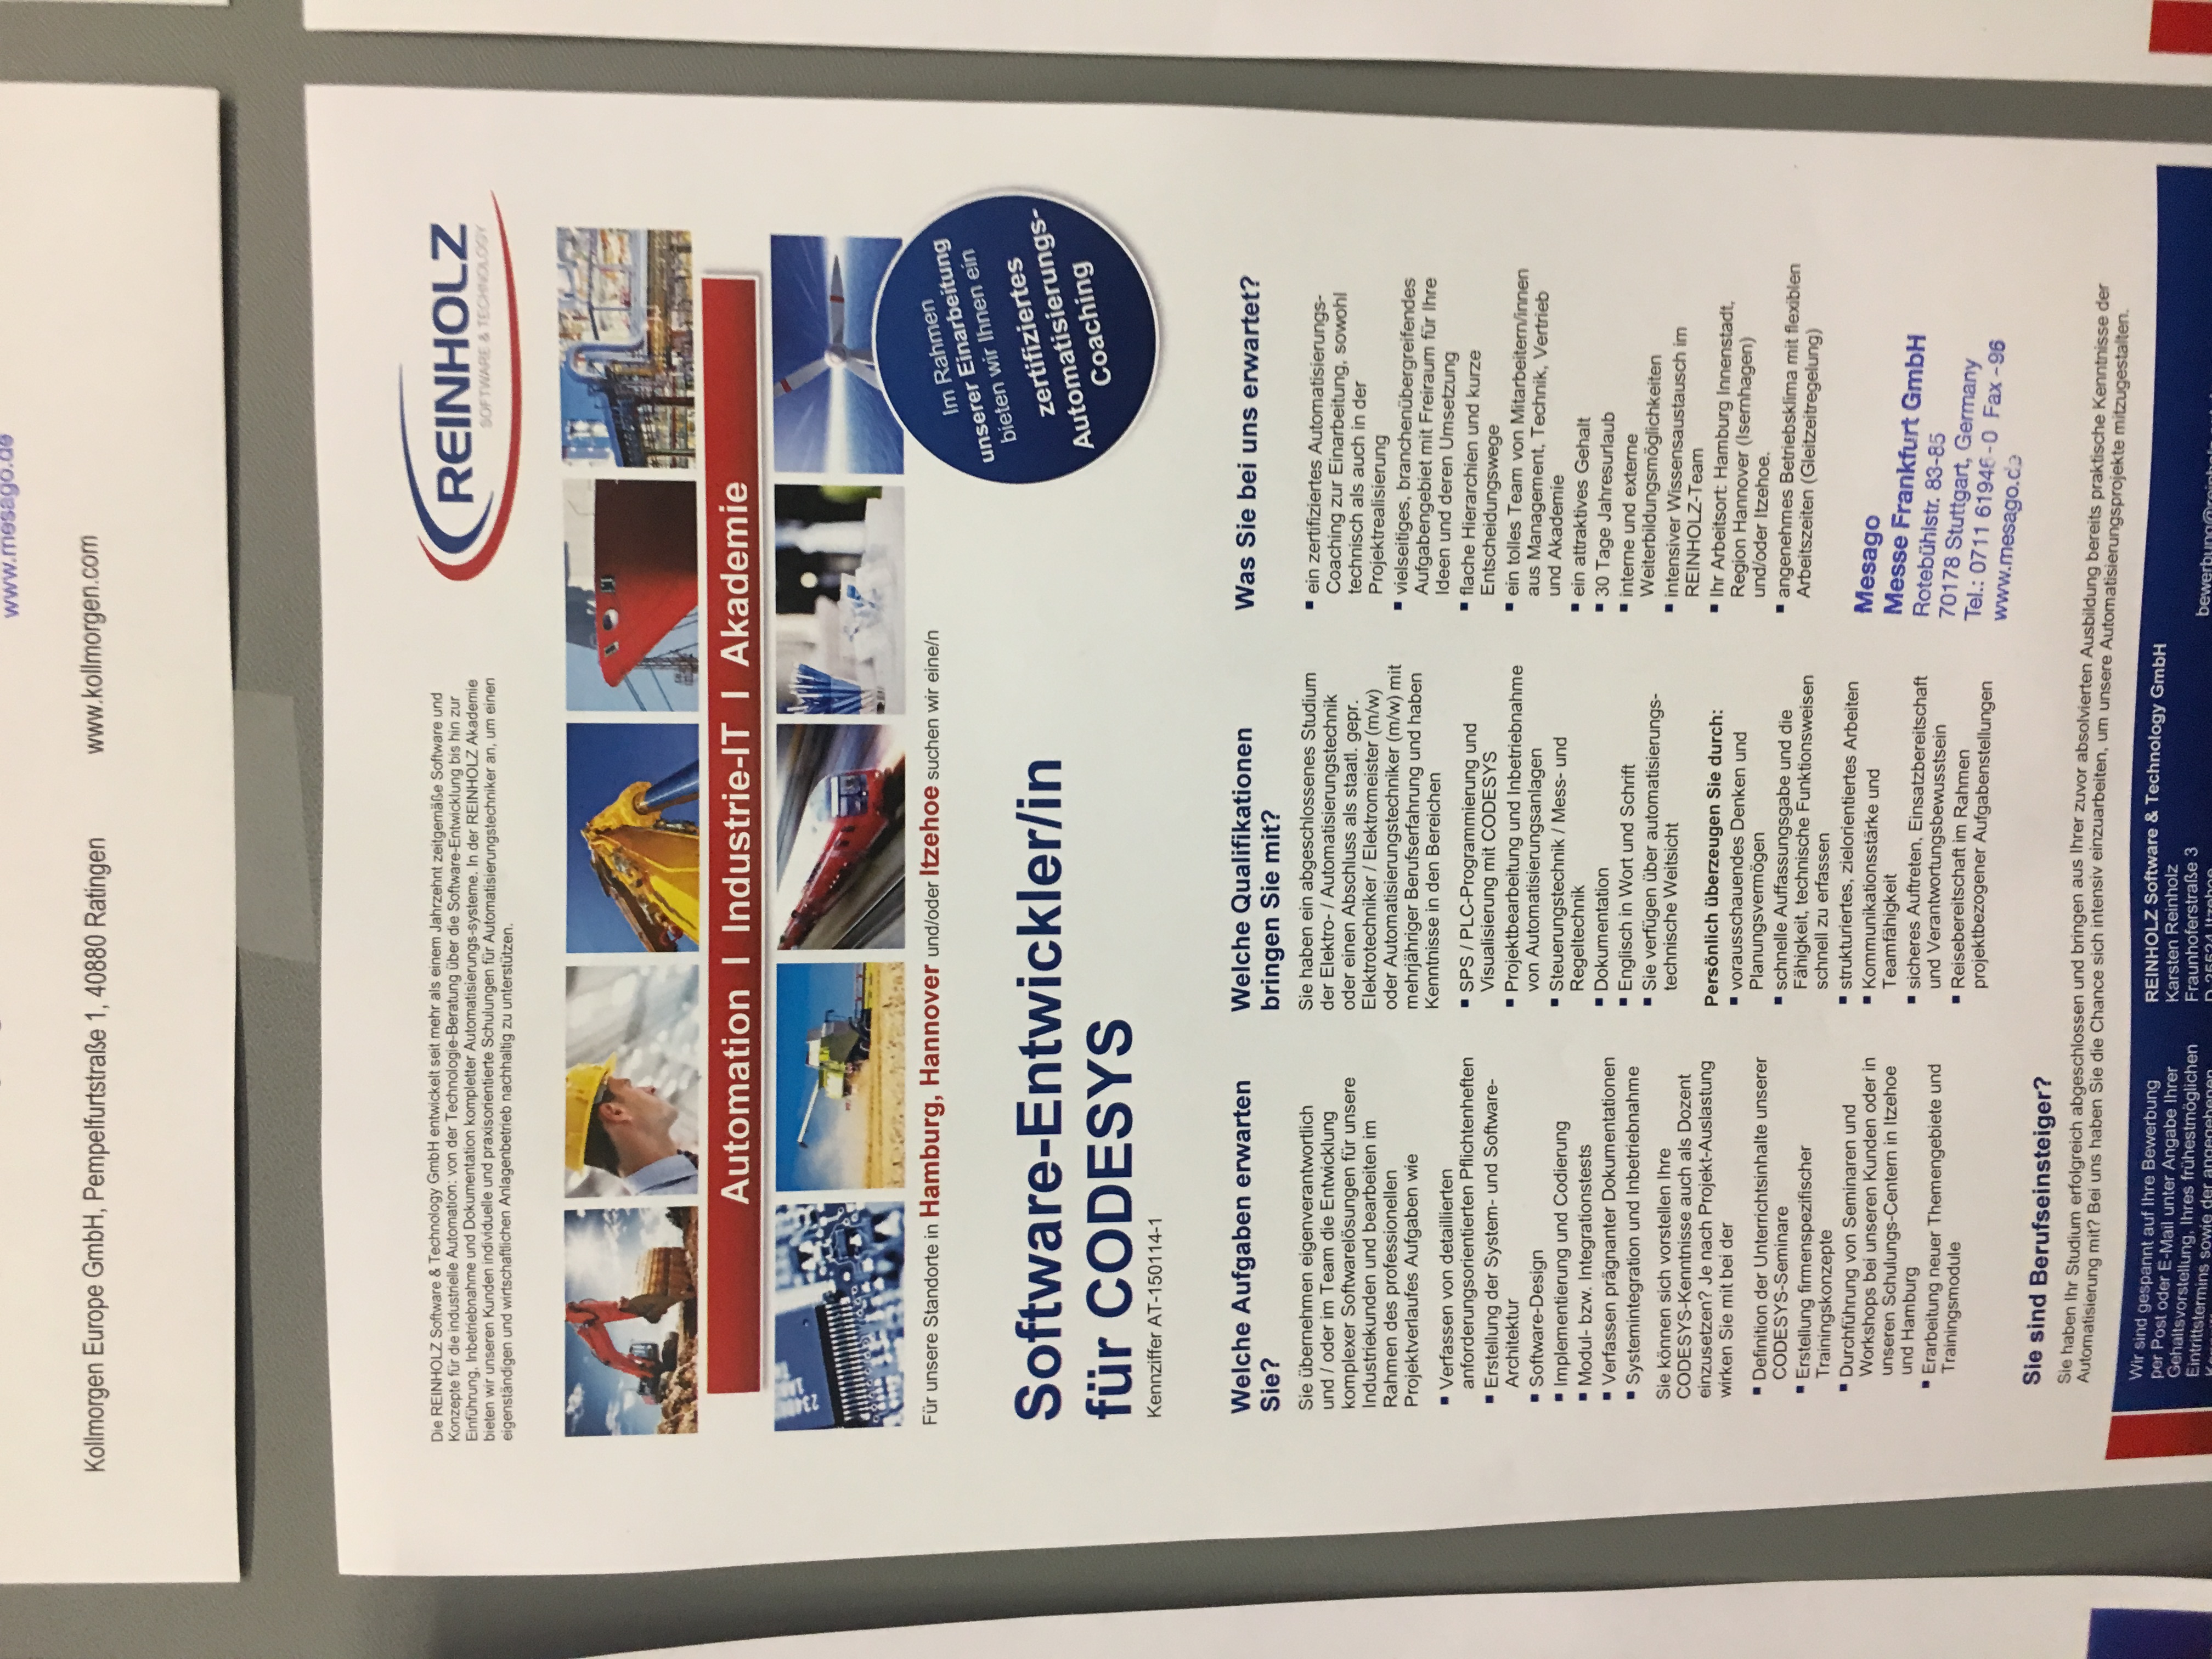 www.mesago.de
Kollmorgen Europe GmbH, Pempelfurtstraße 1, 40880 Ratingen www.kollmorgen.com
Die REINHOLZ Software & Technology GmbH entwickelt seit mehr als einem Jahrzehnt zeitgemäße Software und
Konzepte für die industrielle Automation: von der Technologie-Beratung über die Software-Entwicklung bis hin zur
Einführung, Inbetriebnahme und Dokumentation kompletter Automatisierungs-systeme. In der REINHOLZ Akademie
bieten wir unseren Kunden individuelle und praxisorientierte Schulungen für Automatisierungstechniker an, um einen
eigenständigen und wirtschaftlichen Anlagenbetrieb nachhaltig zu unterstützen.
REINHOLZ
SOFTWARE & TECHNOLOGY
Automation I Industrie-IT I Akademie
Für unsere Standorte in Hamburg, Hannover und/oder Itzehoe suchen wir eine/n
Im Rahmen
unserer Einarbeitung
bieten wir Ihnen ein
zertifiziertes
Automatisierungs-
Coaching
Software-Entwickler/in
für CODESYS
Kennziffer AT-150114-1
Welche Aufgaben erwarten
Sie?
Sie übernehmen eigenverantwortlich
und / oder im Team die Entwicklung
komplexer Softwarelösungen für unsere
Industriekunden und bearbeiten im
Rahmen des professionellen
Projektverlaufes Aufgaben wie
▪ Verfassen von detaillierten
anforderungsorientierten Pflichtenheften
▪ Erstellung der System- und Software-
Architektur
▪ Software-Design
▪ Implementierung und Codierung
▪ Modul- bzw. Integrationstests
▪ Verfassen prägnanter Dokumentationen
▪ Systemintegration und Inbetriebnahme
Sie können sich vorstellen Ihre
CODESYS-Kenntnisse auch als Dozent
einzusetzen? Je nach Projekt-Auslastung
wirken Sie mit bei der
▪ Definition der Unterrichtsinhalte unserer
CODESYS-Seminare
▪ Erstellung firmenspezifischer
Trainingskonzepte
▪ Durchführung von Seminaren und
Workshops bei unseren Kunden oder in
unseren Schulungs-Centern in Itzehoe
und Hamburg
▪ Erarbeitung neuer Themengebiete und
Trainingsmodule
Welche Qualifikationen
bringen Sie mit?
Sie haben ein abgeschlossenes Studium
der Elektro- / Automatisierungstechnik
oder einen Abschluss als staatl. gepr.
Elektrotechniker / Elektromeister (m/w)
oder Automatisierungstechniker (m/w) mit
mehrjähriger Berufserfahrung und haben
Kenntnisse in den Bereichen
▪ SPS / PLC-Programmierung und
Visualisierung mit CODESYS
▪ Projektbearbeitung und Inbetriebnahme
von Automatisierungsanlagen
▪ Steuerungstechnik / Mess- und
Regeltechnik
▪ Dokumentation
▪ Englisch in Wort und Schrift
▪ Sie verfügen über automatisierungs-
technische Weitsicht
Persönlich überzeugen Sie durch:
▪ vorausschauendes Denken und
Planungsvermögen
▪ schnelle Auffassungsgabe und die
Fähigkeit, technische Funktionsweisen
schnell zu erfassen
▪ strukturiertes, zielorientiertes Arbeiten
▪ Kommunikationsstärke und
Teamfähigkeit
▪ sicheres Auftreten, Einsatzbereitschaft
und Verantwortungsbewusstsein
▪ Reisebereitschaft im Rahmen
projektbezogener Aufgabenstellungen
Was Sie bei uns erwartet?
▪ ein zertifiziertes Automatisierungs-
Coaching zur Einarbeitung, sowohl
technisch als auch in der
Projektrealisierung
▪ vielseitiges, branchenübergreifendes
Aufgabengebiet mit Freiraum für Ihre
Ideen und deren Umsetzung
▪ flache Hierarchien und kurze
Entscheidungswege
▪ ein tolles Team von Mitarbeitern/innen
aus Management, Technik, Vertrieb
und Akademie
▪ ein attraktives Gehalt
▪ 30 Tage Jahresurlaub
▪ interne und externe
Weiterbildungsmöglichkeiten
▪ intensiver Wissensaustausch im
REINHOLZ-Team
▪ Ihr Arbeitsort: Hamburg Innenstadt,
Region Hannover (Isernhagen)
und/oder Itzehoe.
▪ angenehmes Betriebsklima mit flexiblen
Arbeitszeiten (Gleitzeitregelung)
Mesago
Messe Frankfurt GmbH
Rotebühlstr. 83-85
70178 Stuttgart, Germany
Tel.: 0711 61946-0 Fax -96
www.mesago.de
Sie sind Berufseinsteiger?
Sie haben Ihr Studium erfolgreich abgeschlossen und bringen aus Ihrer zuvor absolvierten Ausbildung bereits praktische Kenntnisse der
Automatisierung mit? Bei uns haben Sie die Chance sich intensiv einzuarbeiten, um unsere Automatisierungsprojekte mitzugestalten.
Wir sind gespannt auf Ihre Bewerbung
per Post oder E-Mail unter Angabe Ihrer
Gehaltsvorstellung, Ihres frühestmöglichen
Eintrittstermins sowie der angegebenen
REINHOLZ Software & Technology GmbH
Karsten Reinholz
Fraunhoferstraße 3
D-25524 Itzehoe